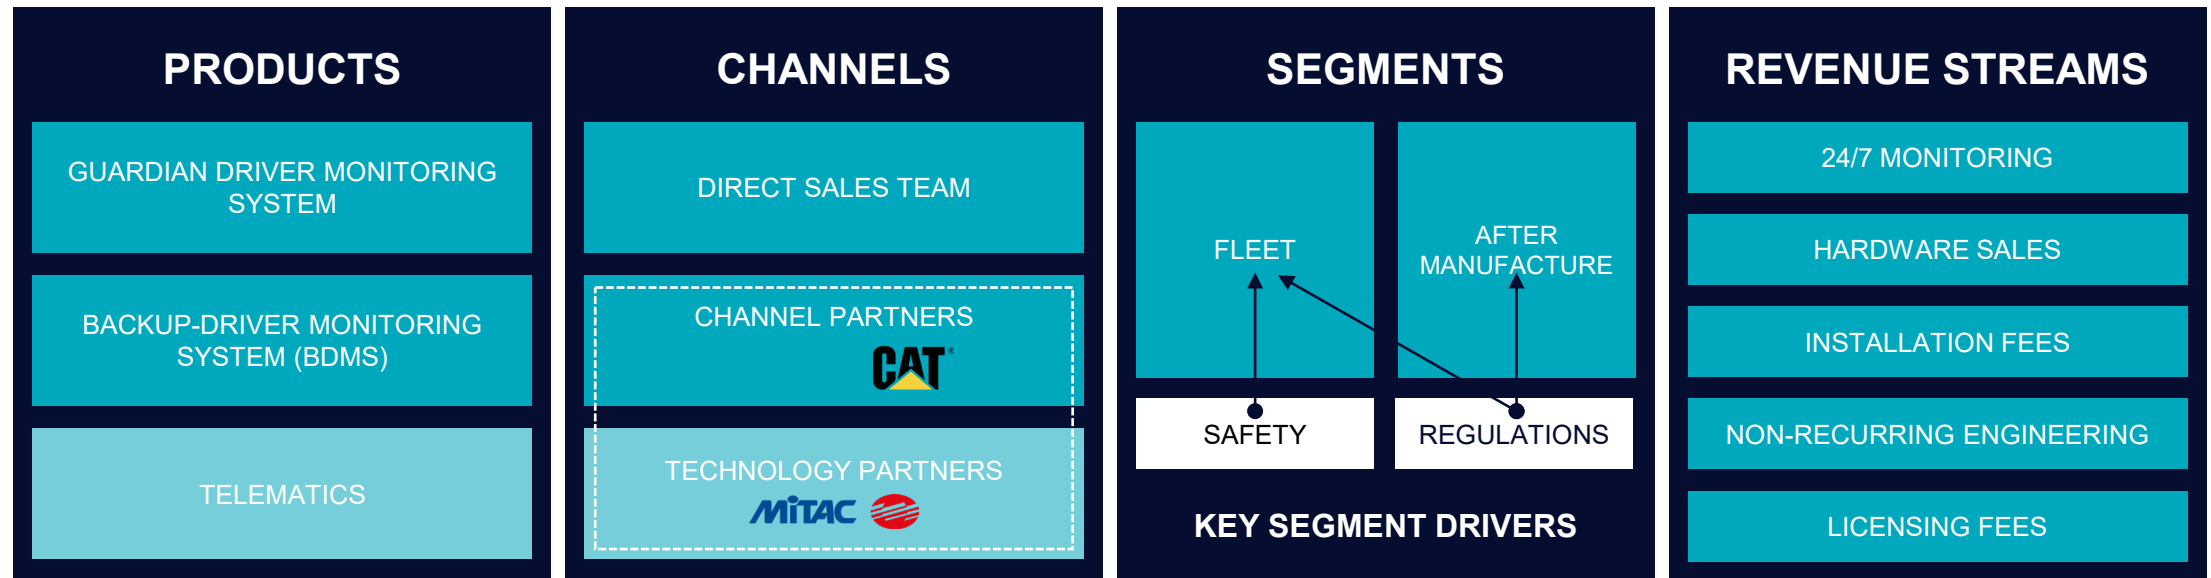 PRODUCTS
GUARDIAN DRIVER MONITORING
SYSTEM
BACKUP-DRIVER MONITORING
SYSTEM (BDMS)
TELEMATICS
CHANNELS
DIRECT SALES TEAM
CHANNEL PARTNERS
CAT®
TECHNOLOGY PARTNERS
MiTAC
SEGMENTS
FLEET
AFTER
MANUFACTURE
SAFETY
REGULATIONS
KEY SEGMENT DRIVERS
REVENUE STREAMS
24/7 MONITORING
HARDWARE SALES
INSTALLATION FEES
NON-RECURRING ENGINEERING
LICENSING FEES